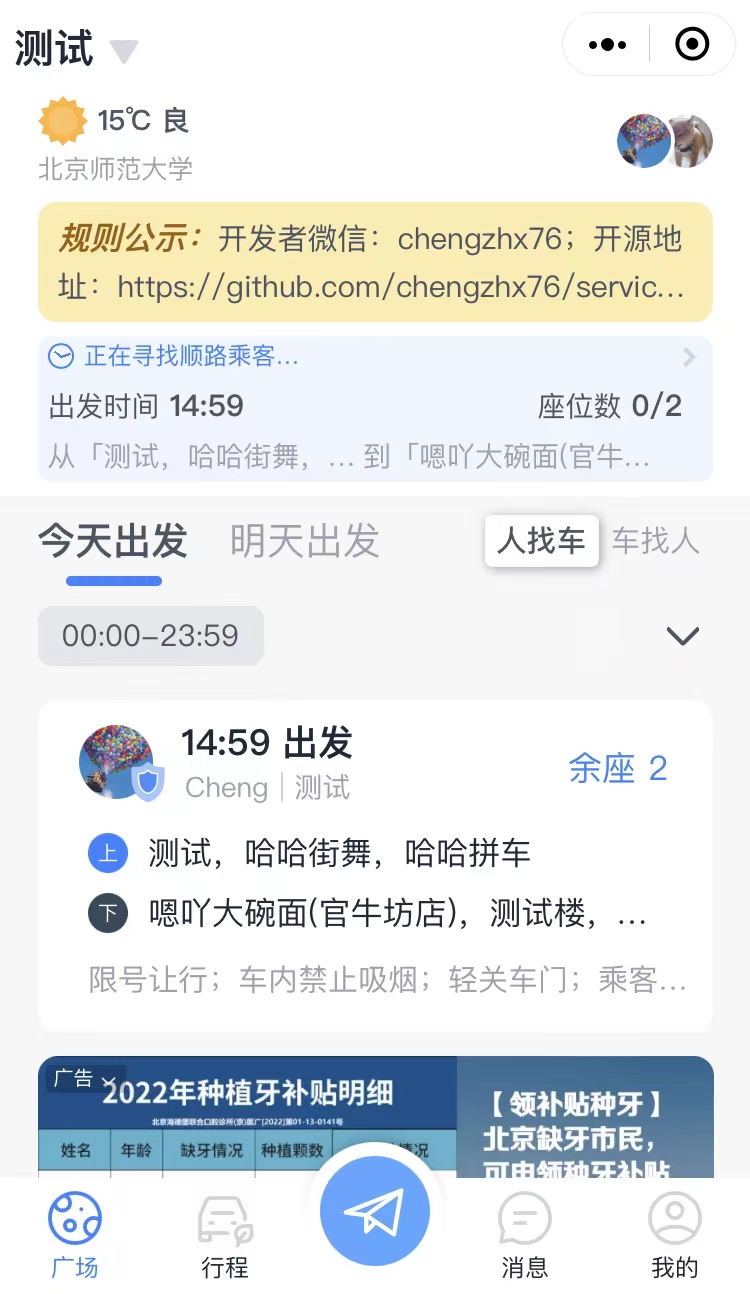 测试
15℃ 良
北京师范大学
规则公示：开发者微信：chengzhx76；开源地
址：https://github.com/chengzhx76/servic...
正在寻找顺路乘客...
出发时间 14:59
座位数 0/2
从「测试，哈哈街舞，... 到「嗯吖大碗面(官牛...
今天出发
明天出发
人找车
车找人
00:00–23:59
14:59 出发
Cheng
测试
余座 2
上
测试，哈哈街舞，哈哈拼车
下
嗯吖大碗面(官牛坊店)，测试楼，...
限号让行；车内禁止吸烟；轻关车门；乘客...
广告
2022年种植牙补贴明细
北京海德堡联合口腔诊所(京)医广[2022]第01-13-0141号
姓名
年龄
缺牙情况
种植颗数
情况
【领补贴种牙】
北京缺牙市民，
可申领种牙补贴
广场
行程
消息
我的